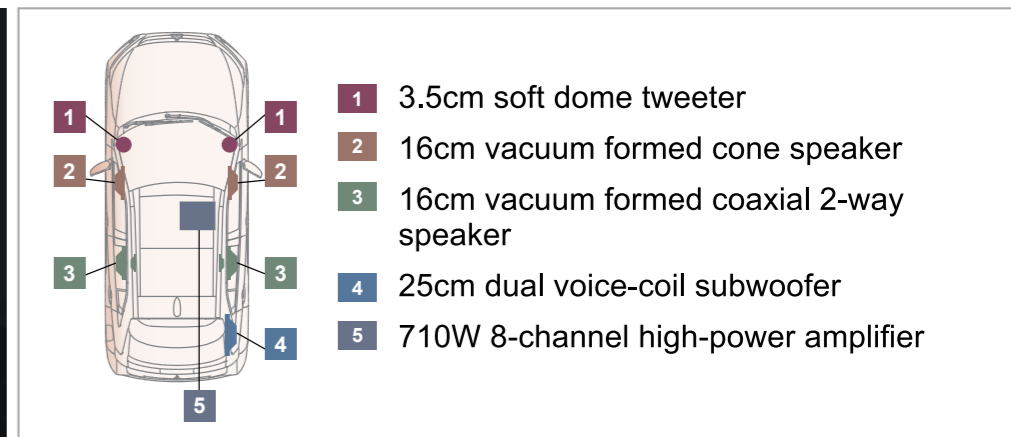 1 1
2 2
3 3
4
5
1 3.5cm soft dome tweeter
2 16cm vacuum formed cone speaker
3 16cm vacuum formed coaxial 2-way
speaker
4 25cm dual voice-coil subwoofer
5 710W 8-channel high-power amplifier